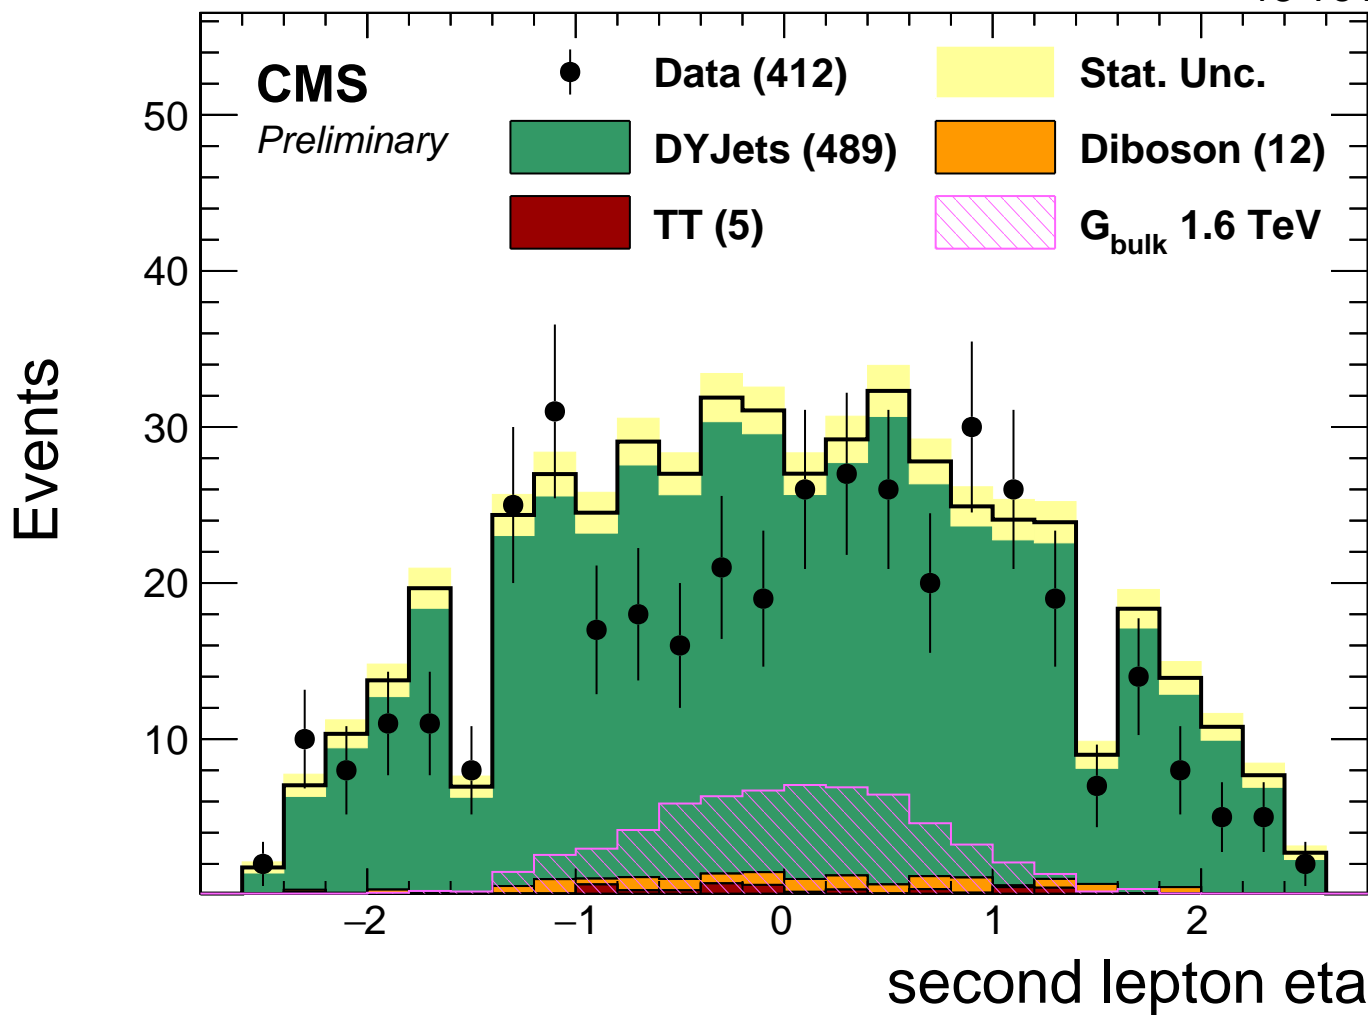 CMS
Preliminary
Data (412)
Stat. Unc.
DYJets (489)
Diboson (12)
TT (5)
G_bulk 1.6 TeV
Events
50
40
30
20
10
−2 −1 0 1 2
second lepton eta